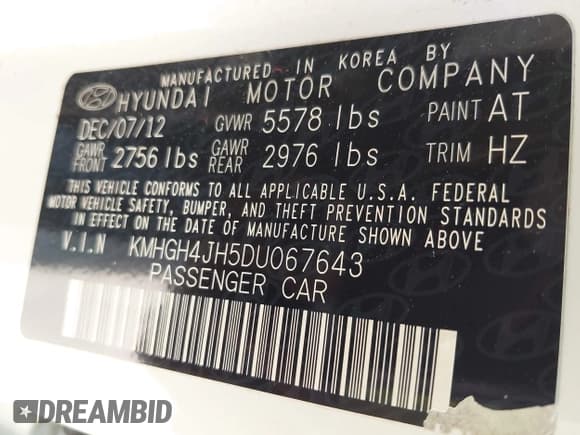 MANUFACTURED IN KOREA BY
HYUNDAI MOTOR COMPANY
DEC/07/12 GVWR 5578 lbs PAINT AT
GAWR FRONT 2756 lbs GAWR REAR 2976 lbs TRIM HZ
THIS VEHICLE CONFORMS TO ALL APPLICABLE U.S.A. FEDERAL
MOTOR VEHICLE SAFETY, BUMPER, AND THEFT PREVENTION STANDARDS
IN EFFECT ON THE DATE OF MANUFACTURE SHOWN ABOVE.
V.I.N KMHGH4JH5DU067643
PASSENGER CAR
DREAMBID